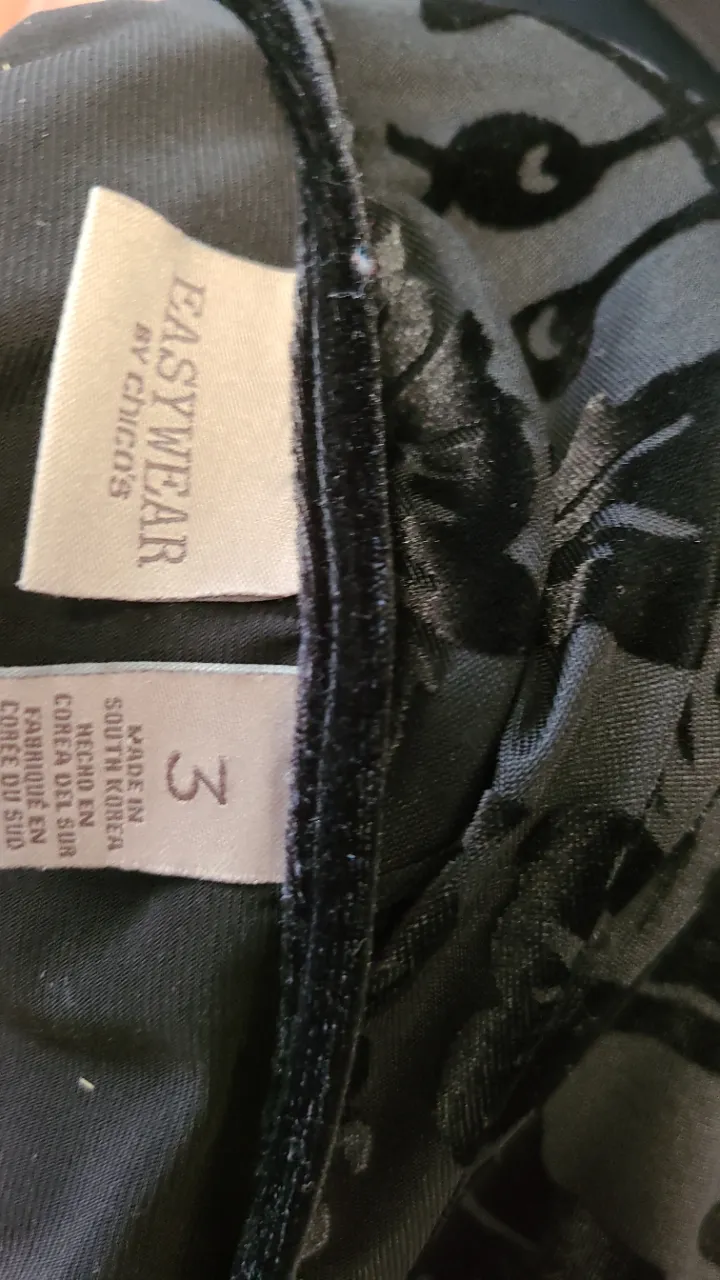 EASYWEAR
BY CHICO'S
3
MADE IN
SOUTH KOREA
HECHO EN
COREA DEL SUR
FABRIQUÉ EN
CORÉE DU SUD